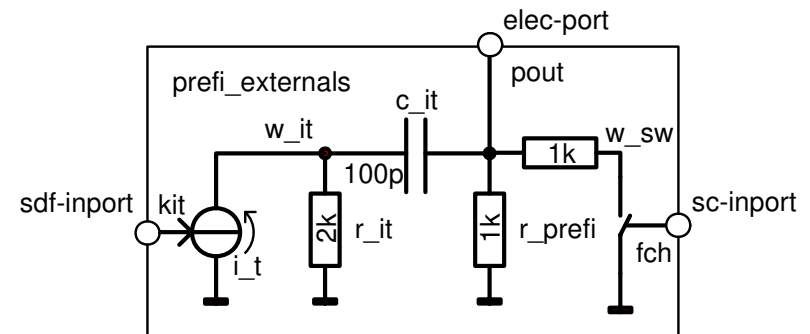 elec-port
pout
prefi_externals
c_it
w_it
w_sw
1k
100p
sdf-inport
kit
sc-inport
2k
r_it
1k
r_prefi
fch
i_t